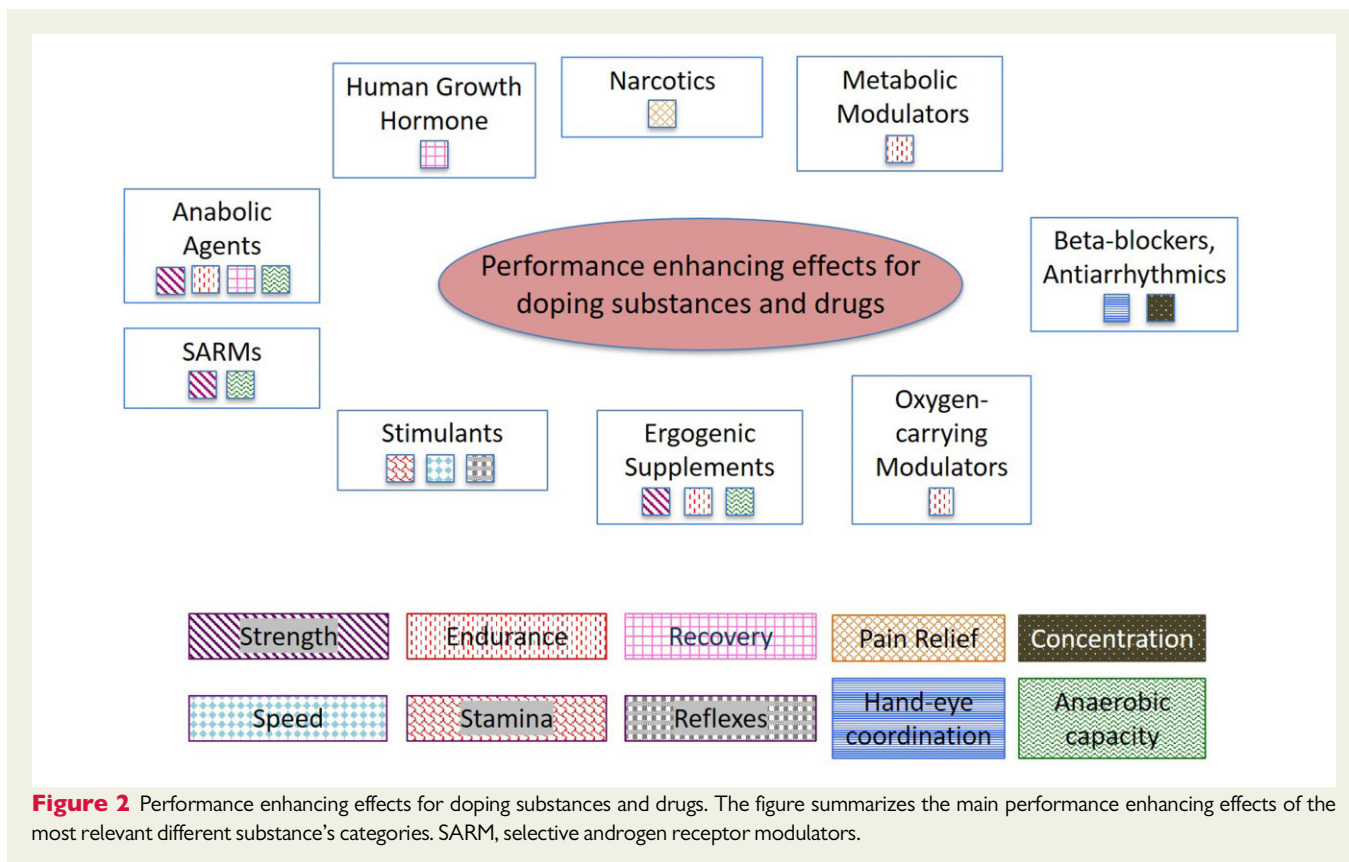 Human Growth
Hormone
Narcotics
Metabolic
Modulators
Anabolic
Agents
Performance enhancing effects for
doping substances and drugs
Beta-blockers,
Antiarrhythmics
SARMs
Stimulants
Ergogenic
Supplements
Oxygen-
carrying
Modulators
Strength
Endurance
Recovery
Pain Relief
Concentration
Speed
Stamina
Reflexes
Hand-eye
coordination
Anaerobic
capacity
Figure 2 Performance enhancing effects for doping substances and drugs. The figure summarizes the main performance enhancing effects of the
most relevant different substance's categories. SARM, selective androgen receptor modulators.